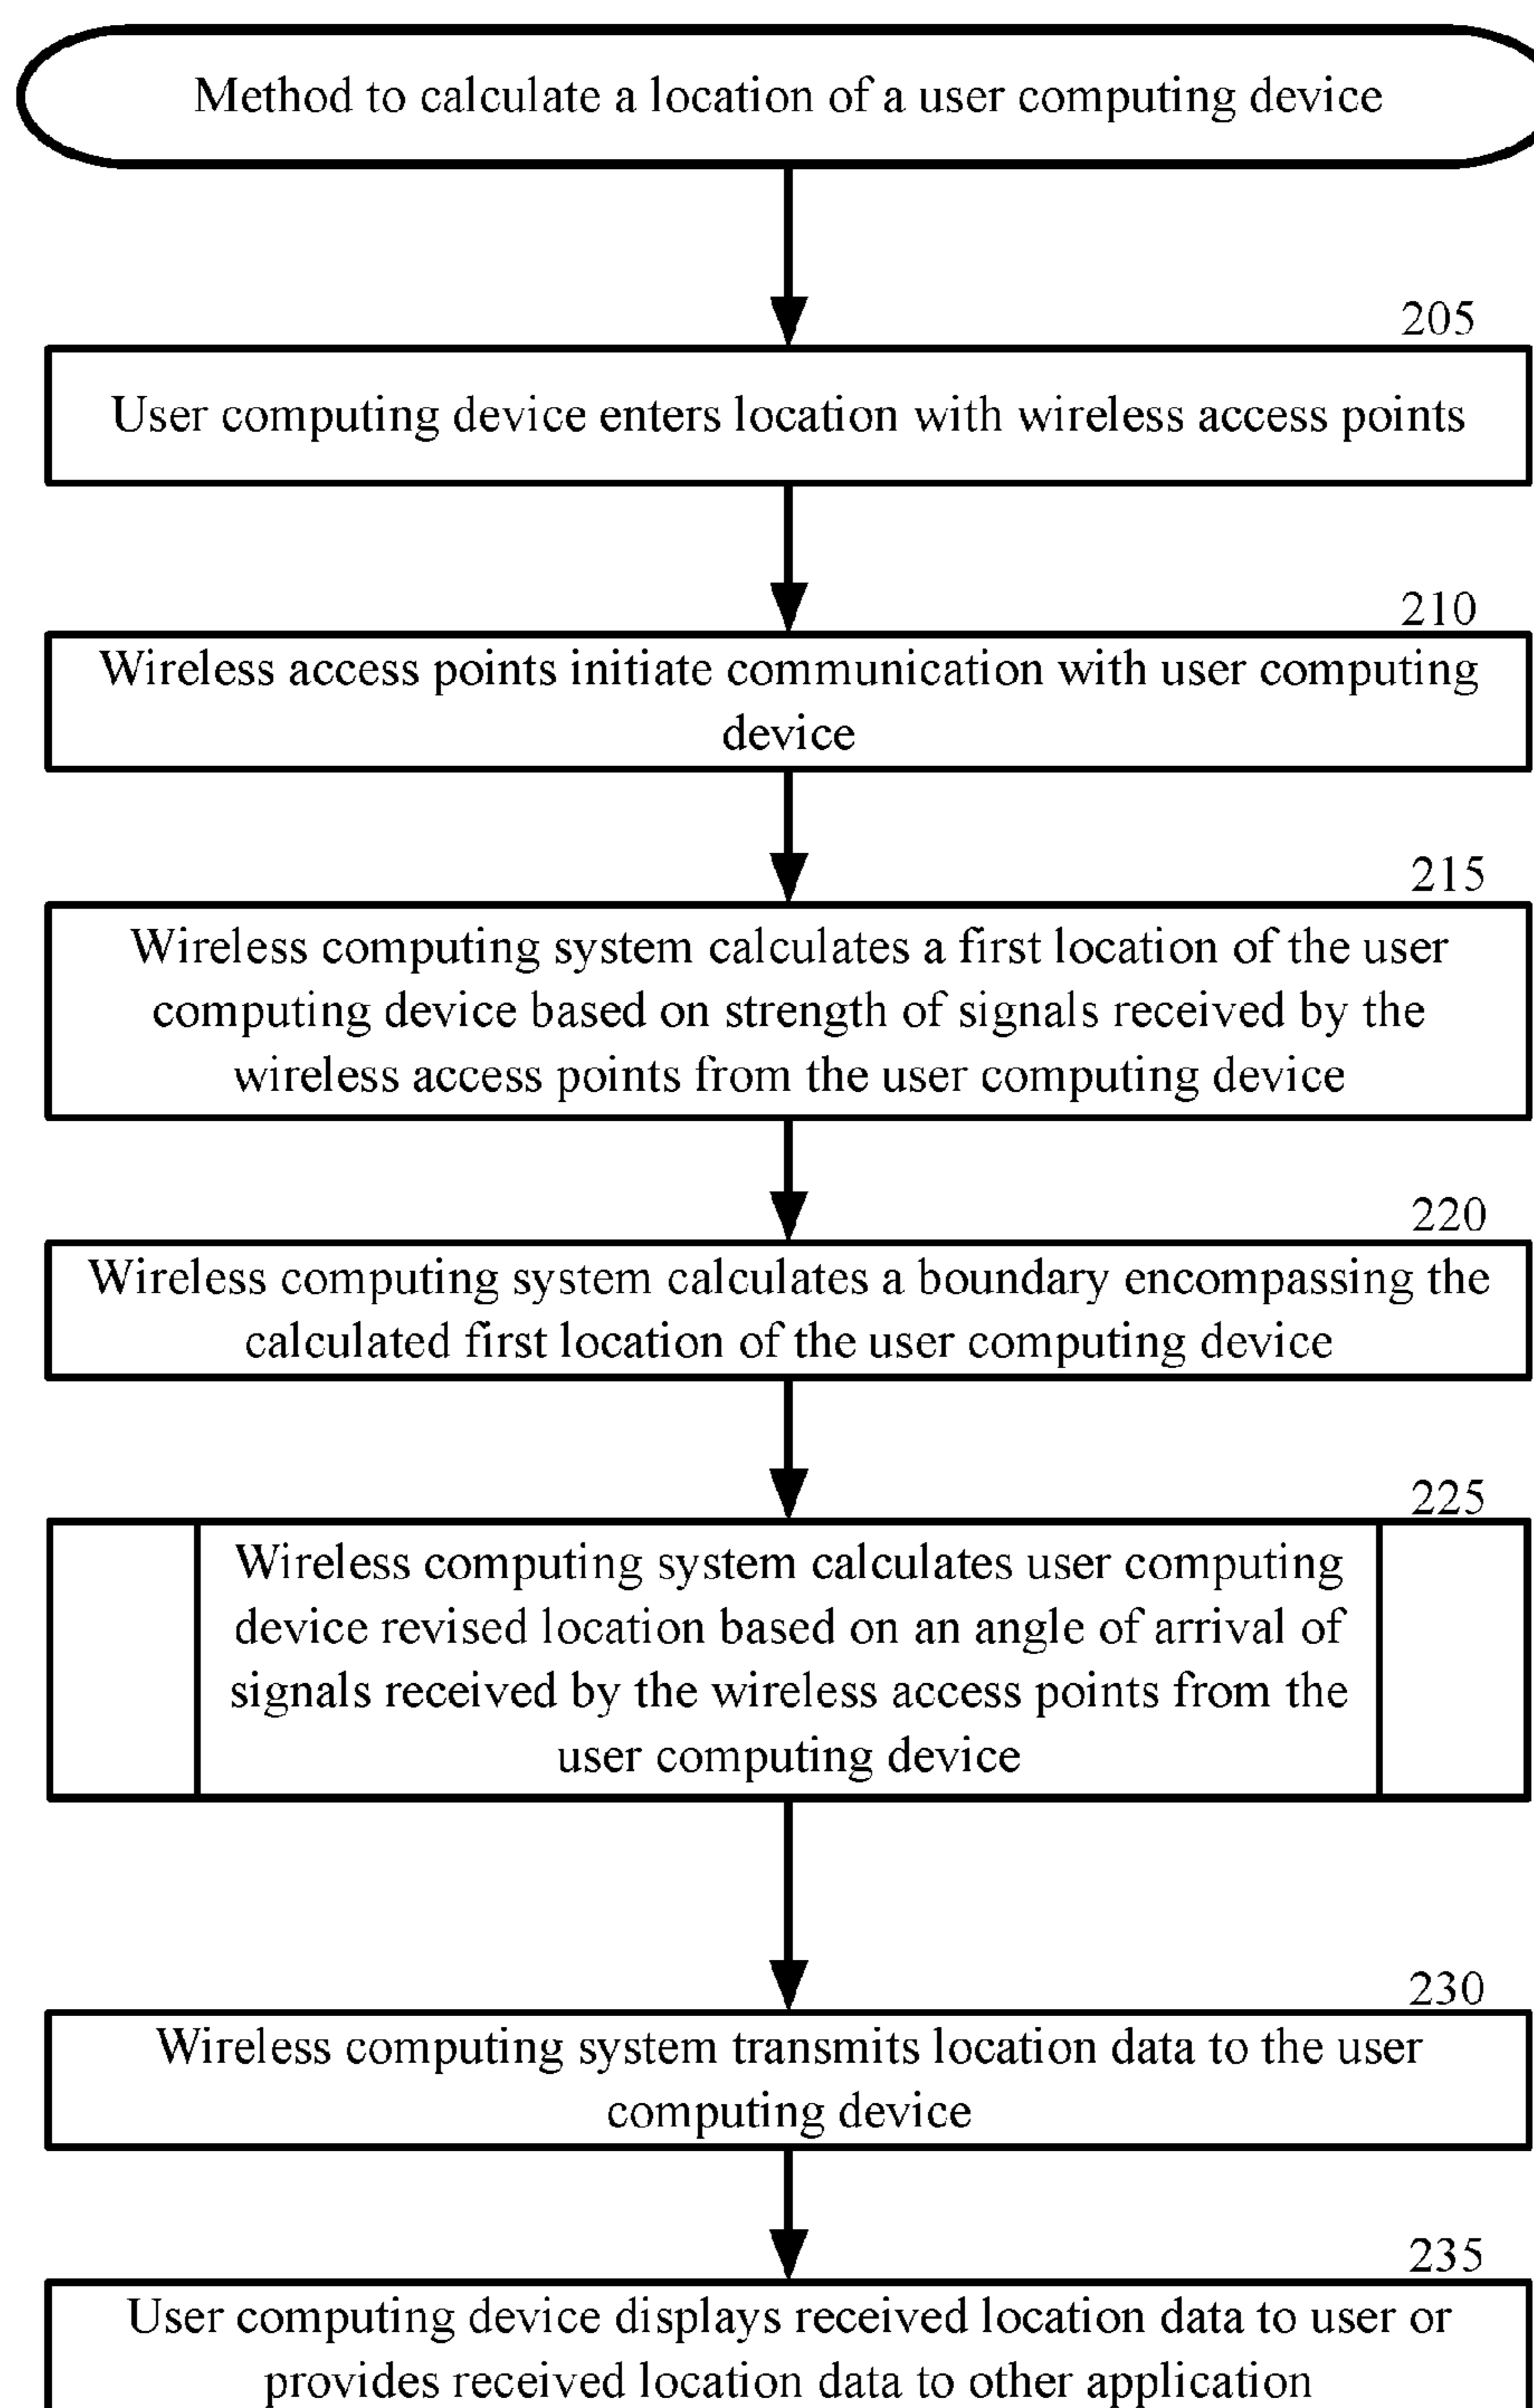 Method to calculate a location of a user computing device
205
User computing device enters location with wireless access points
210
Wireless access points initiate communication with user computing
device
215
Wireless computing system calculates a first location of the user
computing device based on strength of signals received by the
wireless access points from the user computing device
220
Wireless computing system calculates a boundary encompassing the
calculated first location of the user computing device
225
Wireless computing system calculates user computing
device revised location based on an angle of arrival of
signals received by the wireless access points from the
user computing device
230
Wireless computing system transmits location data to the user
computing device
235
User computing device displays received location data to user or
provides received location data to other application